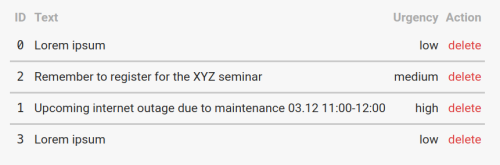 ID Text Urgency Action
0 Lorem ipsum low delete
2 Remember to register for the XYZ seminar medium delete
1 Upcoming internet outage due to maintenance 03.12 11:00-12:00 high delete
3 Lorem ipsum low delete